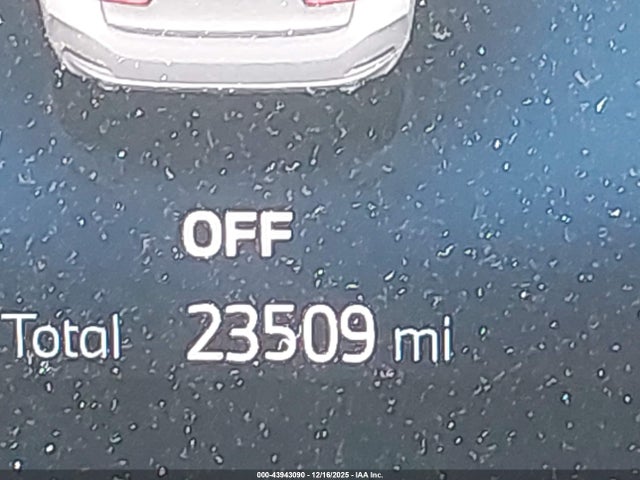 OFF
Total 23509 mi
000-43943090 - 12/16/2025 - IAA Inc.